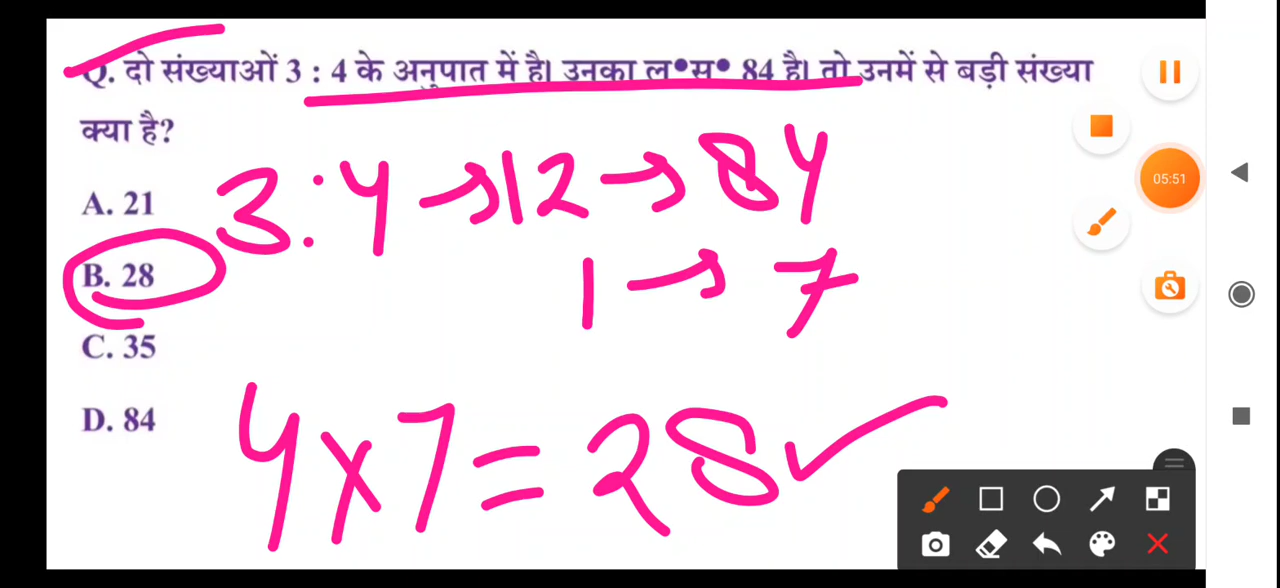 Q. दो संख्याओं 3 : 4 के अनुपात में है। उनका ल•स• 84 है। तो उनमें से बड़ी संख्या
क्या है?
3:4 → 12 → 84
A. 21
1 → 7
B. 28
C. 35
D. 84
4 x 7 = 28 ✓
05:51